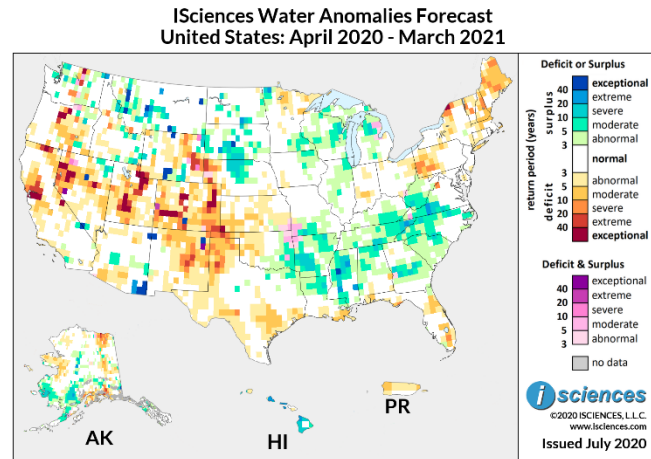 ISciences Water Anomalies Forecast
United States: April 2020 - March 2021
Deficit or Surplus
exceptional
40
extreme
20
severe
10
moderate
5
abnormal
3
normal
3
abnormal
5
moderate
10
severe
20
extreme
40
exceptional
return period (years)
surplus
deficit
Deficit & Surplus
exceptional
40
extreme
20
severe
10
moderate
5
abnormal
3
no data
AK
HI
PR
i sciences
©2020 ISCIENCES, L.L.C.
www.isciences.com
Issued July 2020